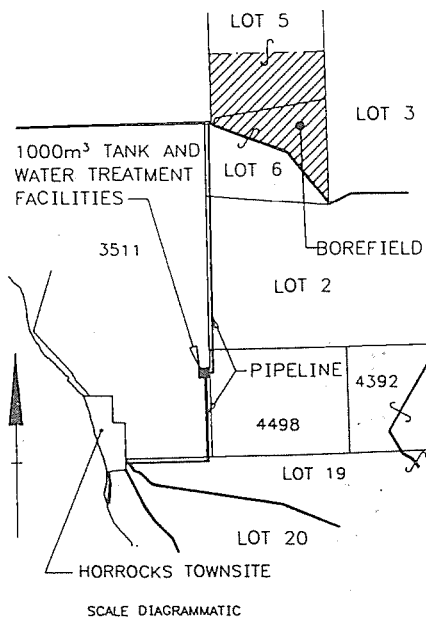 LOT 5
LOT 3
1000m³ TANK AND
WATER TREATMENT
FACILITIES
LOT 6
3511
BOREFIELD
LOT 2
PIPELINE
4392
4498
LOT 19
LOT 20
HORROCKS TOWNSITE
SCALE DIAGRAMMATIC